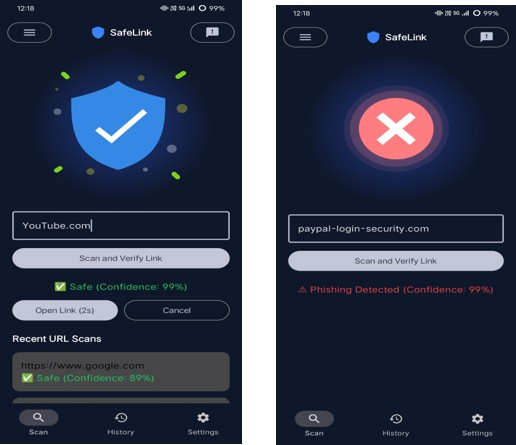 12:18
5G 99%
SafeLink
YouTube.com
Scan and Verify Link
✅ Safe (Confidence: 99%)
Open Link (2s)
Cancel
Recent URL Scans
https://www.google.com
✅ Safe (Confidence: 89%)
Scan
History
Settings
12:18
5G 99%
SafeLink
paypal-login-security.com
Scan and Verify Link
⚠ Phishing Detected (Confidence: 99%)
Scan
History
Settings